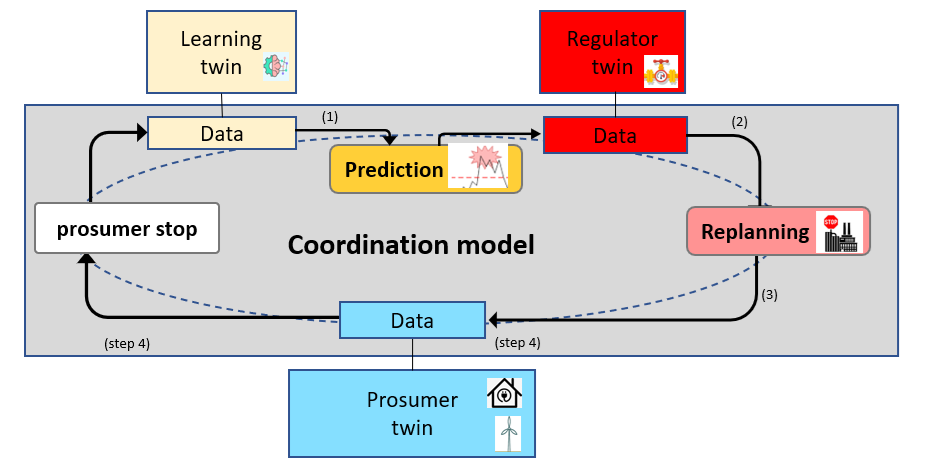 Learning
twin
Regulator
twin
Data
(1)
Data
(2)
Prediction
prosumer stop
Coordination model
Replanning
STOP
(3)
Data
(step 4)
(step 4)
Prosumer
twin